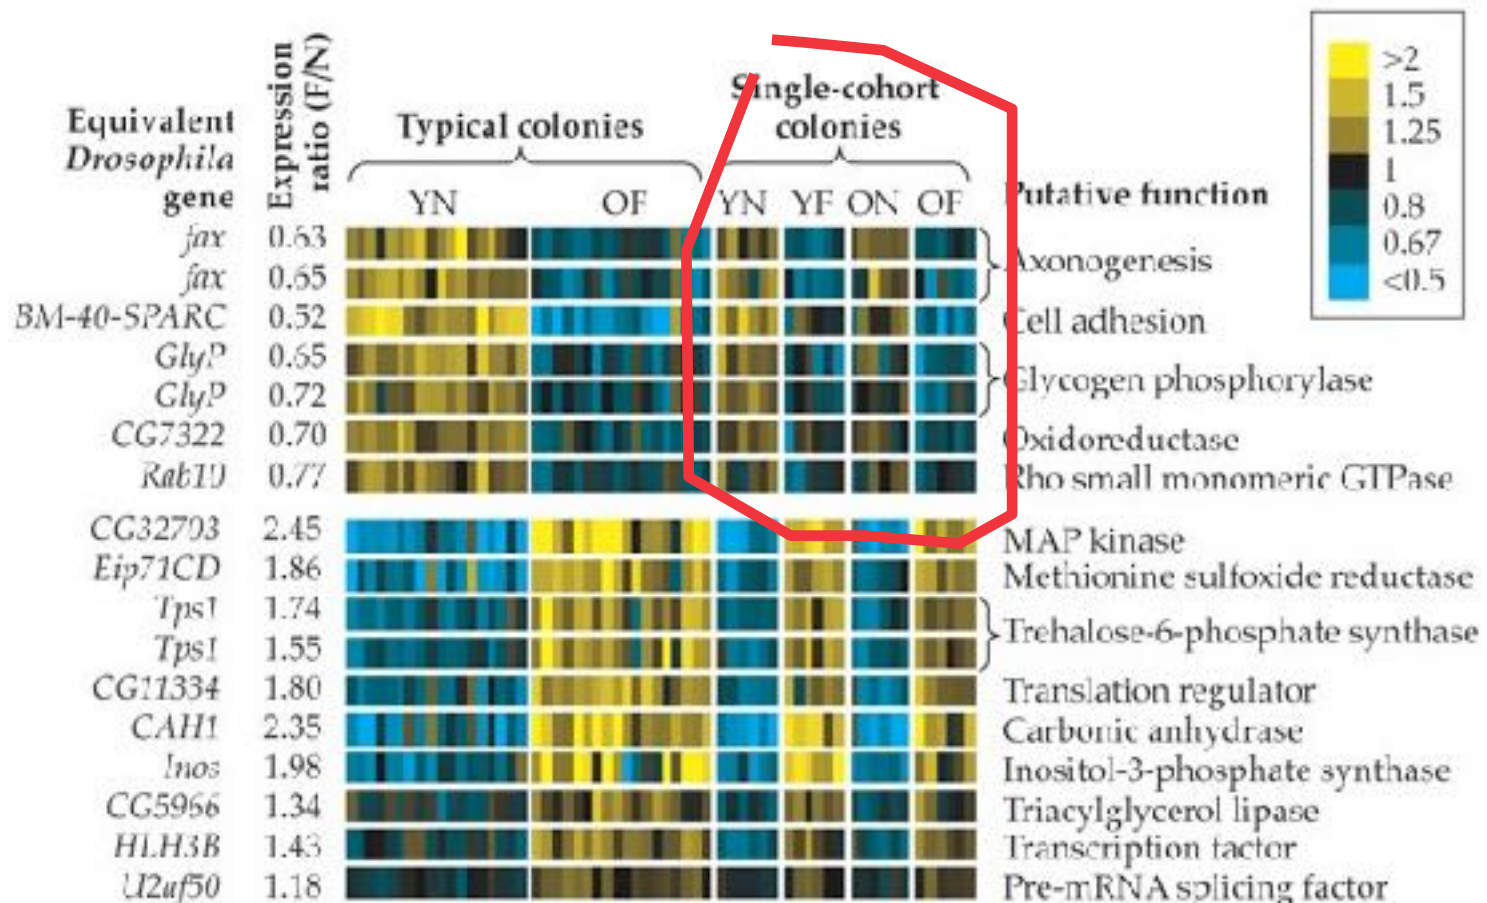 Equivalent
Drosophila
gene
Expression
ratio (F/N)
Typical colonies
Single-cohort
colonies
YN OF YN YF ON OF
Putative function
>2
1.5
1.25
1
0.8
0.67
<0.5
fax 0.63
fax 0.65
Axonogenesis
BM-40-SPARC 0.52 Cell adhesion
GlyP 0.65
GlyP 0.72
Glycogen phosphorylase
CG7322 0.70 Oxidoreductase
Rab10 0.77 Rho small monomeric GTPase
CG32703 2.45 MAP kinase
Eip71CD 1.86 Methionine sulfoxide reductase
Tps1 1.74
Tps1 1.55
Trehalose-6-phosphate synthase
CG11334 1.80 Translation regulator
CAH1 2.35 Carbonic anhydrase
Inos 1.98 Inositol-3-phosphate synthase
CG5966 1.34 Triacylglycerol lipase
HLH3B 1.43 Transcription factor
U2af50 1.18 Pre-mRNA splicing factor